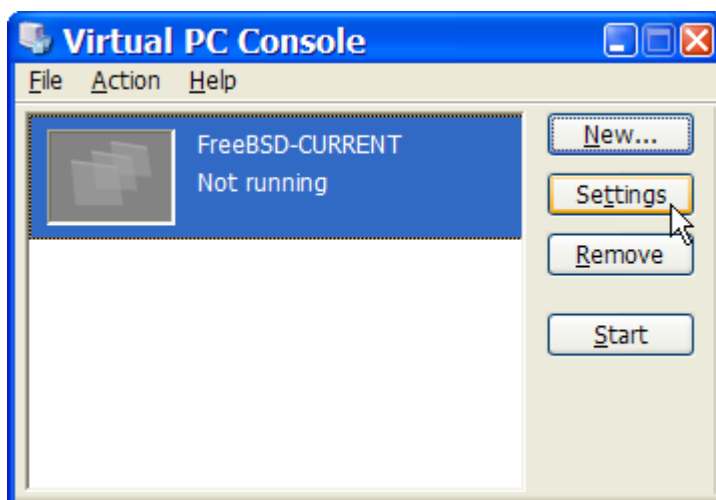 Virtual PC Console
File Action Help
FreeBSD-CURRENT
Not running
New...
Settings
Remove
Start